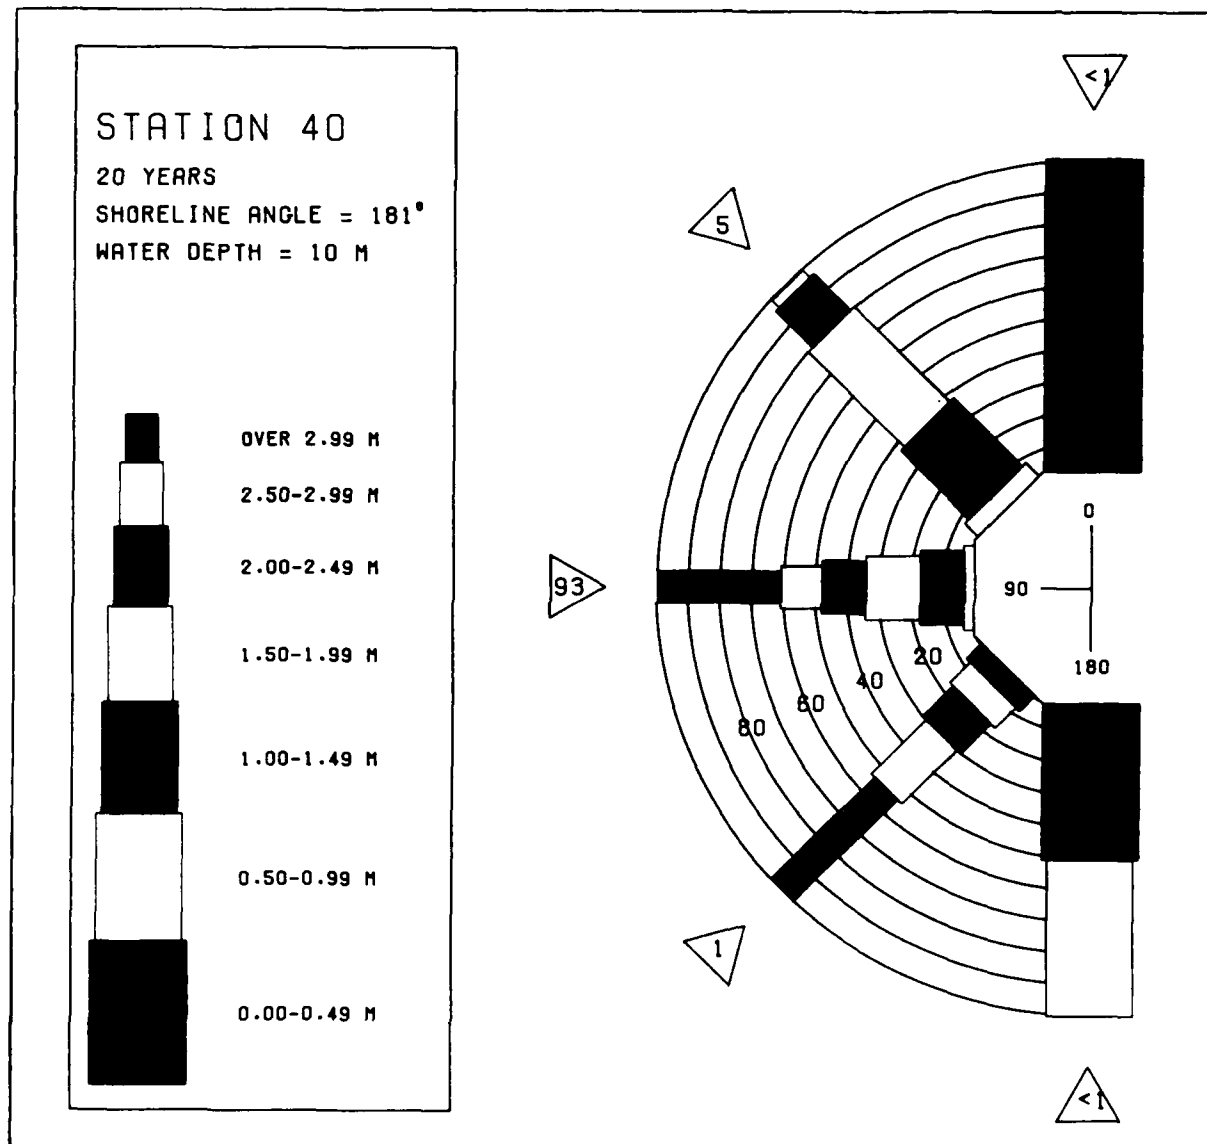 STATION 40
20 YEARS
SHORELINE ANGLE = 181°
WATER DEPTH = 10 M
OVER 2.99 M
2.50-2.99 M
2.00-2.49 M
1.50-1.99 M
1.00-1.49 M
0.50-0.99 M
0.00-0.49 M
<1
5
93
1
<1
0
90
180
20
40
60
80